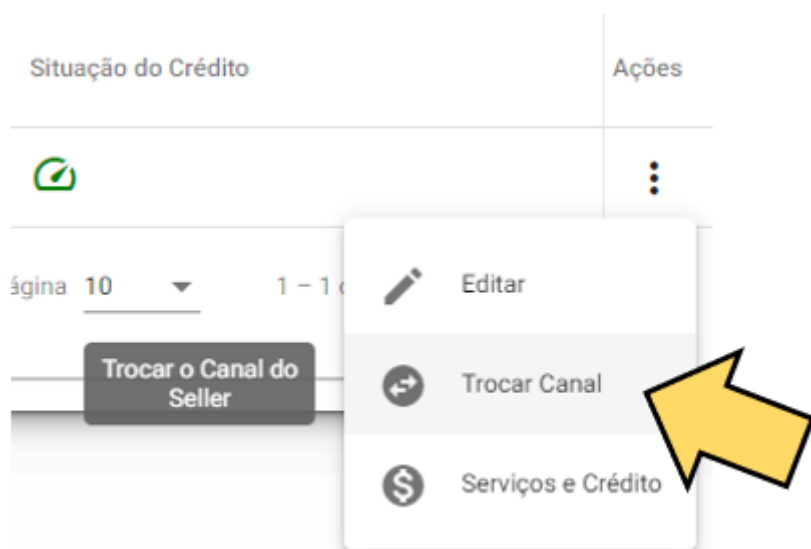 Situação do Crédito
Ações
ágina 10
1 – 1
Editar
Trocar o Canal do
Seller
Trocar Canal
Serviços e Crédito